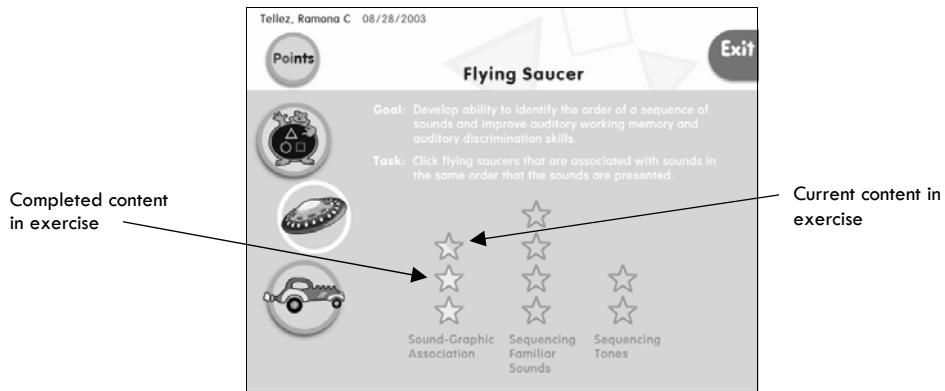 Tellez, Ramona C 08/28/2003
Points
Exit
Flying Saucer
Goal: Develop ability to identify the order of a sequence of
sounds and improve auditory working memory and
auditory discrimination skills.
Task: Click flying saucers that are associated with sounds in
the same order that the sounds are presented.
Completed content
in exercise
Current content in
exercise
Sound-Graphic
Association
Sequencing
Familiar
Sounds
Sequencing
Tones